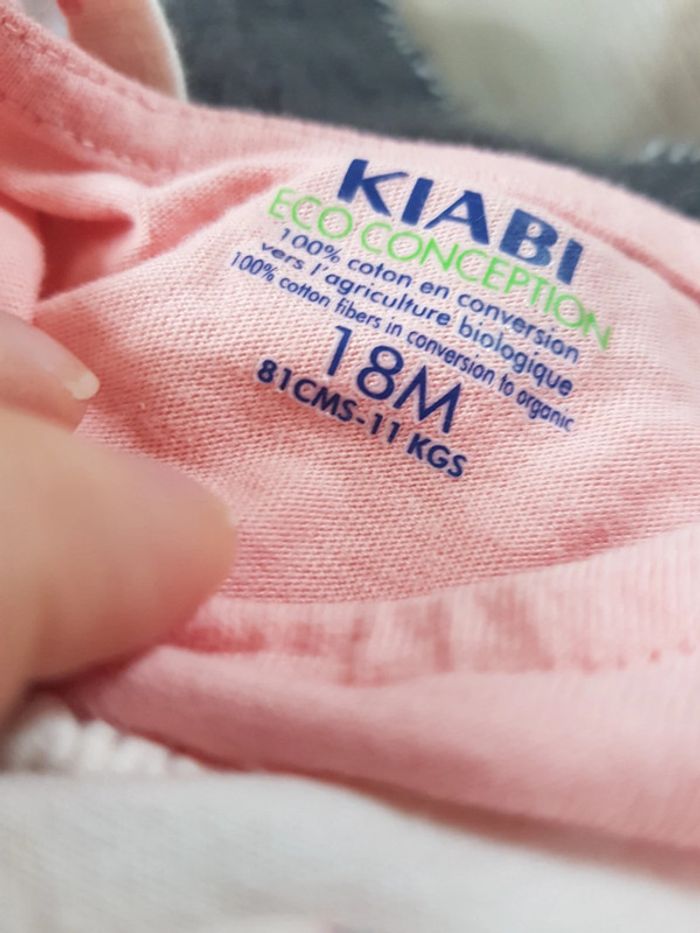 KIABI
ECO CONCEPTION
100% coton en conversion
vers l'agriculture biologique
100% cotton fibers in conversion to organic
18M
81CMS-11 KGS